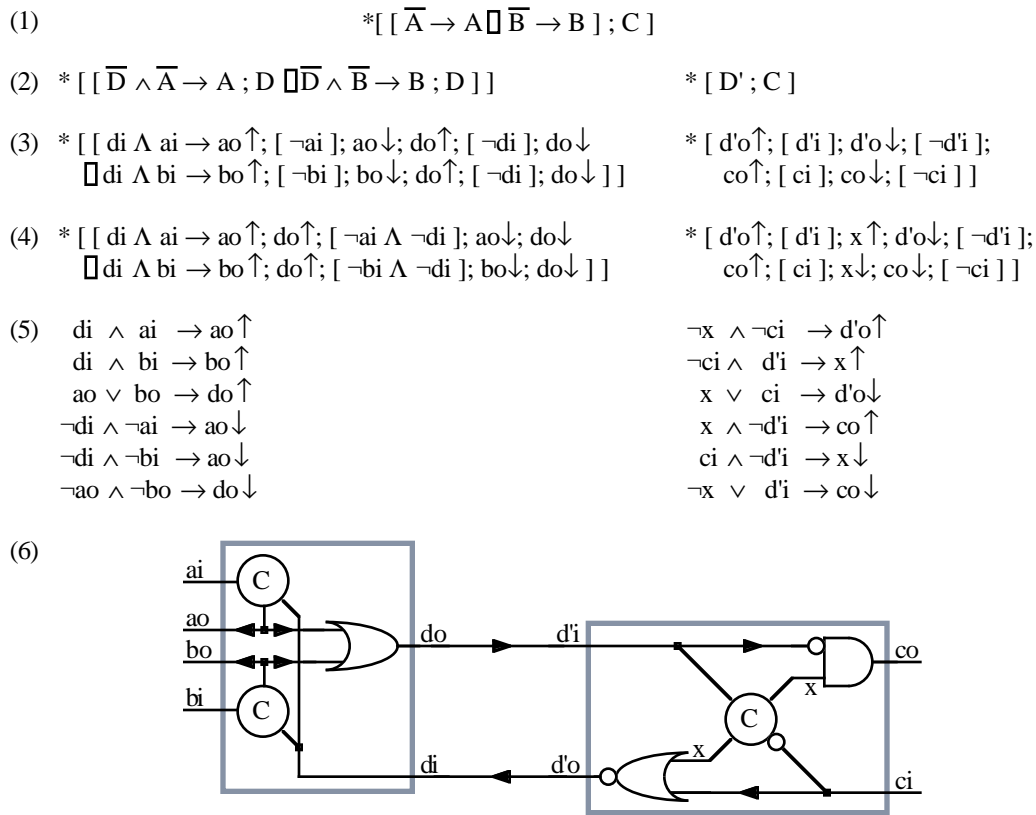 (1) *[ [ A̅ → A ▯ B̅ → B ] ; C ]
(2) * [ [ D̅ ∧ A̅ → A ; D ▯ D̅ ∧ B̅ → B ; D ] ] * [ D' ; C ]
(3) * [ [ di Λ ai → ao↑; [ ¬ai ]; ao↓; do↑; [ ¬di ]; do↓ * [ d'o↑; [ d'i ]; d'o↓; [ ¬d'i ];
▯ di Λ bi → bo↑; [ ¬bi ]; bo↓; do↑; [ ¬di ]; do↓ ] ] co↑; [ ci ]; co↓; [ ¬ci ] ]
(4) * [ [ di Λ ai → ao↑; do↑; [ ¬ai Λ ¬di ]; ao↓; do↓ * [ d'o↑; [ d'i ]; x↑; d'o↓; [ ¬d'i ];
▯ di Λ bi → bo↑; do↑; [ ¬bi Λ ¬di ]; bo↓; do↓ ] ] co↑; [ ci ]; x↓; co↓; [ ¬ci ] ]
(5) di ∧ ai → ao↑ ¬x ∧ ¬ci → d'o↑
di ∧ bi → bo↑ ¬ci ∧ d'i → x↑
ao ∨ bo → do↑ x ∨ ci → d'o↓
¬di ∧ ¬ai → ao↓ x ∧ ¬d'i → co↑
¬di ∧ ¬bi → ao↓ ci ∧ ¬d'i → x↓
¬ao ∧ ¬bo → do↓ ¬x ∨ d'i → co↓
(6)
ai C
ao
do d'i
bo co
x
bi C C
x
di d'o ci